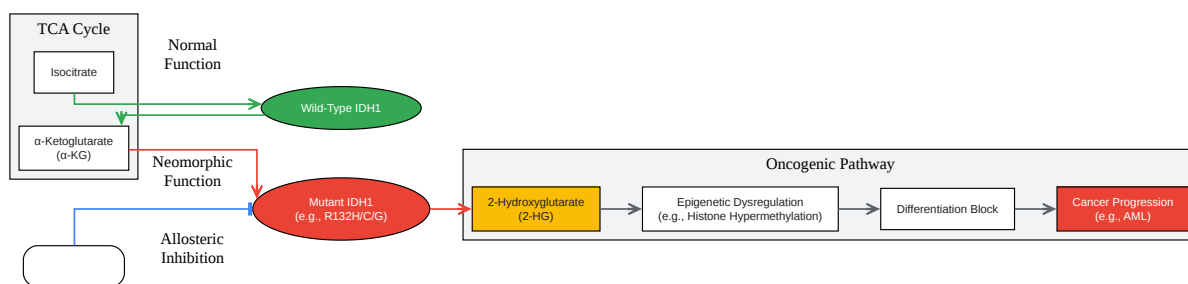 TCA Cycle
Isocitrate
α-Ketoglutarate
(α-KG)
Normal
Function
Wild-Type IDH1
Neomorphic
Function
Mutant IDH1
(e.g., R132H/C/G)
Allosteric
Inhibition
Oncogenic Pathway
2-Hydroxyglutarate
(2-HG)
Epigenetic Dysregulation
(e.g., Histone Hypermethylation)
Differentiation Block
Cancer Progression
(e.g., AML)